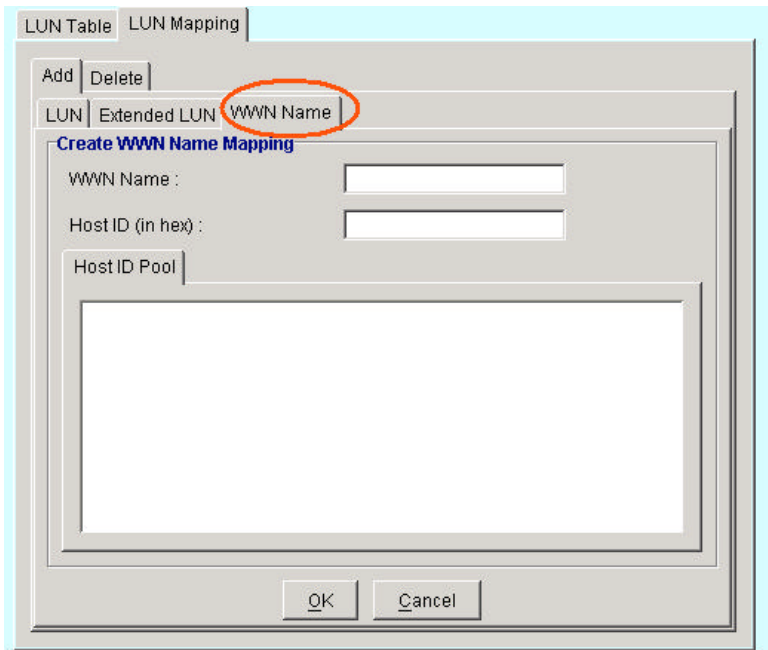 LUN Table LUN Mapping
Add Delete
LUN Extended LUN WWN Name
Create WWN Name Mapping
WWN Name :
Host ID (in hex) :
Host ID Pool
OK Cancel